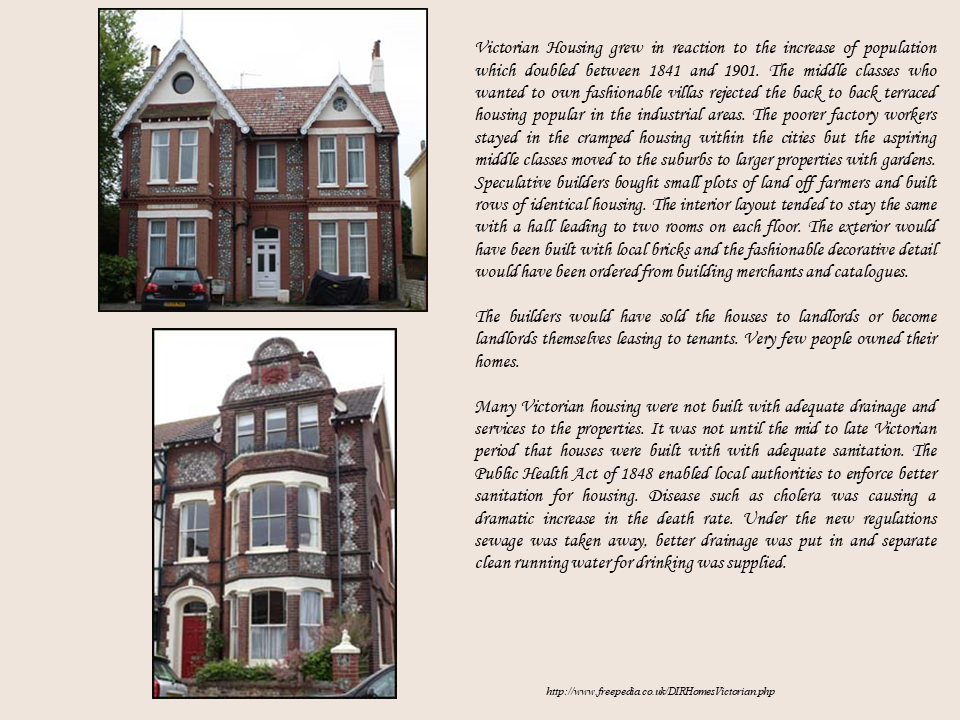 Victorian Housing grew in reaction to the increase of population
which doubled between 1841 and 1901. The middle classes who
wanted to own fashionable villas rejected the back to back terraced
housing popular in the industrial areas. The poorer factory workers
stayed in the cramped housing within the cities but the aspiring
middle classes moved to the suburbs to larger properties with gardens.
Speculative builders bought small plots of land off farmers and built
rows of identical housing. The interior layout tended to stay the same
with a hall leading to two rooms on each floor. The exterior would
have been built with local bricks and the fashionable decorative detail
would have been ordered from building merchants and catalogues.
The builders would have sold the houses to landlords or become
landlords themselves leasing to tenants. Very few people owned their
homes.
Many Victorian housing were not built with adequate drainage and
services to the properties. It was not until the mid to late Victorian
period that houses were built with with adequate sanitation. The
Public Health Act of 1848 enabled local authorities to enforce better
sanitation for housing. Disease such as cholera was causing a
dramatic increase in the death rate. Under the new regulations
sewage was taken away, better drainage was put in and separate
clean running water for drinking was supplied.
http://www.freepedia.co.uk/DIRHomesVictorian.php